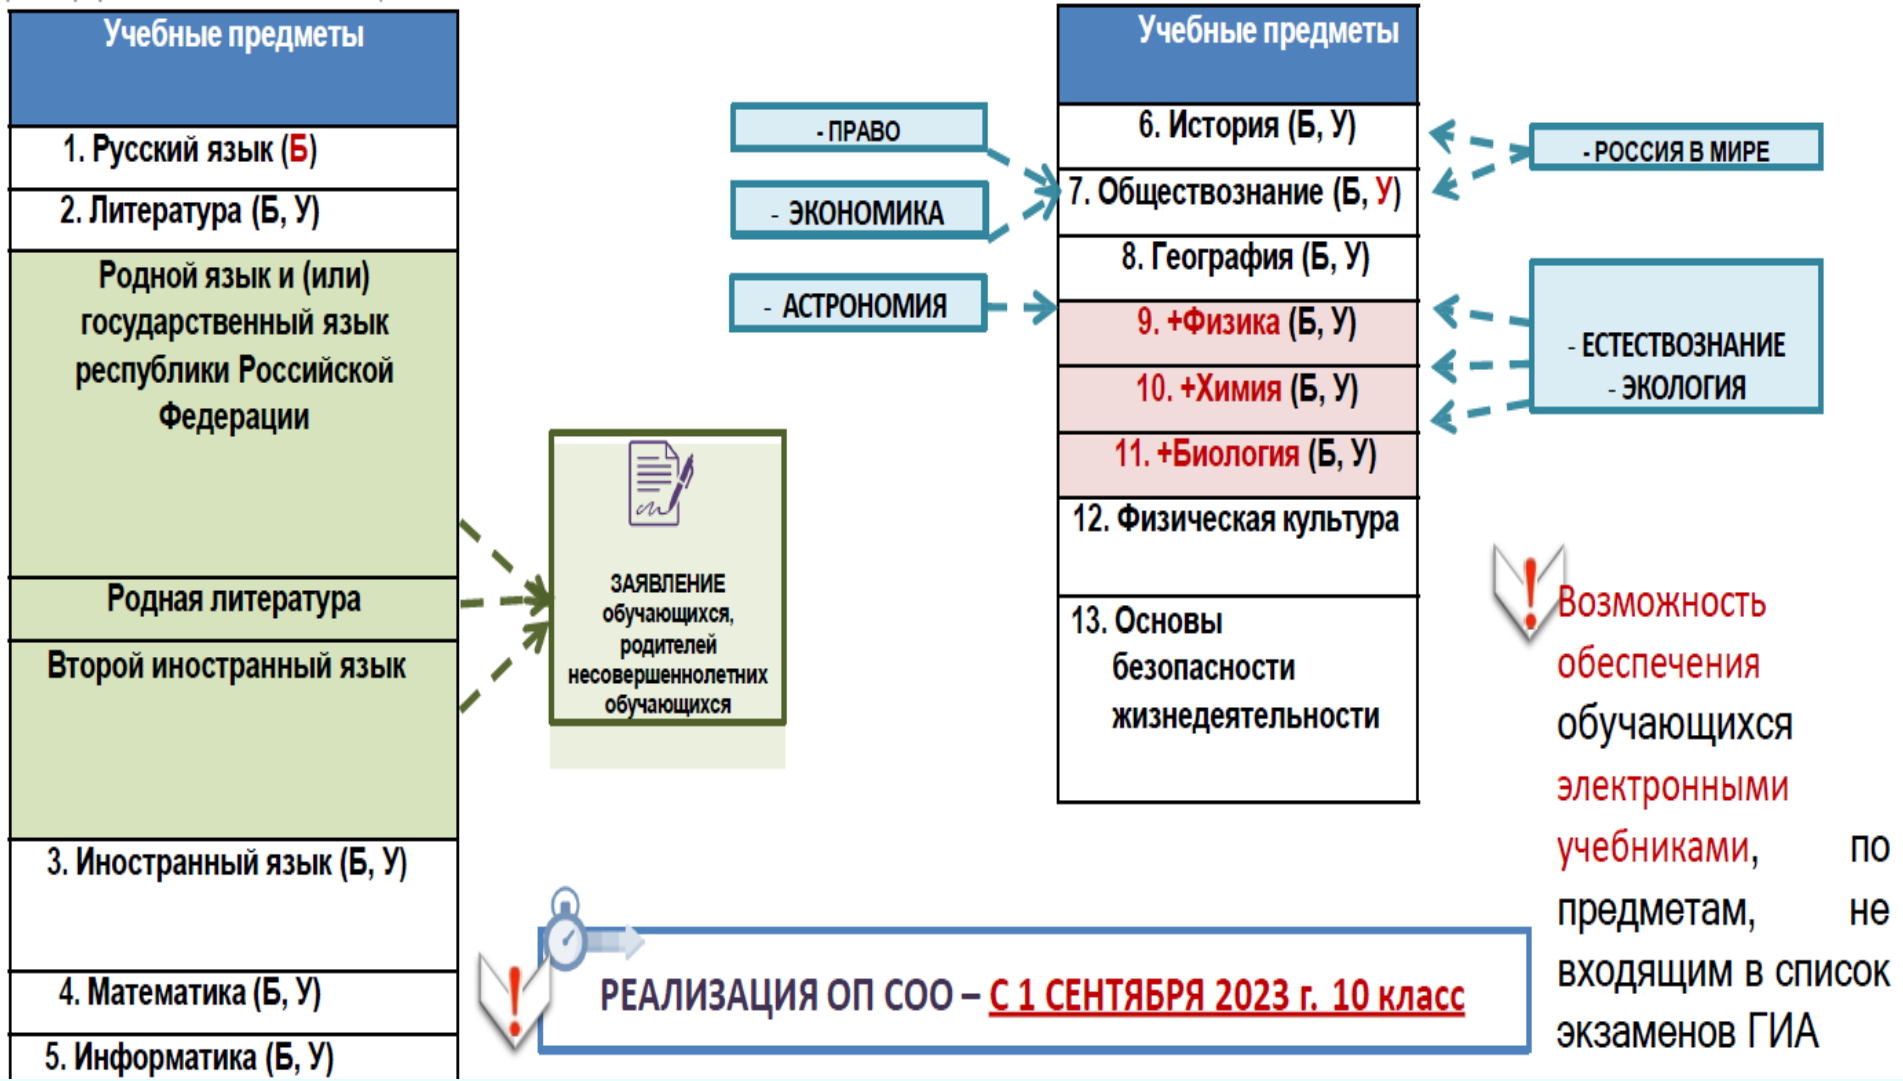 Учебные предметы
1. Русский язык (Б)
2. Литература (Б, У)
Родной язык и (или)
государственный язык
республики Российской
Федерации
Родная литература
Второй иностранный язык
3. Иностранный язык (Б, У)
4. Математика (Б, У)
5. Информатика (Б, У)
ЗАЯВЛЕНИЕ
обучающихся,
родителей
несовершеннолетних
обучающихся
- ПРАВО
- ЭКОНОМИКА
- АСТРОНОМИЯ
Учебные предметы
6. История (Б, У)
7. Обществознание (Б, У)
8. География (Б, У)
9. +Физика (Б, У)
10. +Химия (Б, У)
11. +Биология (Б, У)
12. Физическая культура
13. Основы
безопасности
жизнедеятельности
- РОССИЯ В МИРЕ
- ЕСТЕСТВОЗНАНИЕ
- ЭКОЛОГИЯ
Возможность
обеспечения
обучающихся
электронными
учебниками, по
предметам, не
входящим в список
экзаменов ГИА
РЕАЛИЗАЦИЯ ОП СОО – С 1 СЕНТЯБРЯ 2023 г. 10 класс